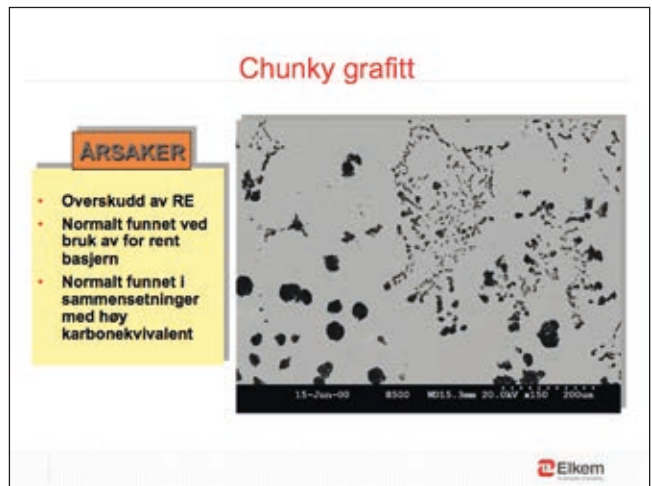 Chunky grafitt
ÅRSAKER
• Overskudd av RE
• Normalt funnet ved
bruk av for rent
basjern
• Normalt funnet i
sammensetninger
med høy
karbonekvivalent
15-Jun-00 8500 WD15.3mm 20.0kV x150 200um
Elkem